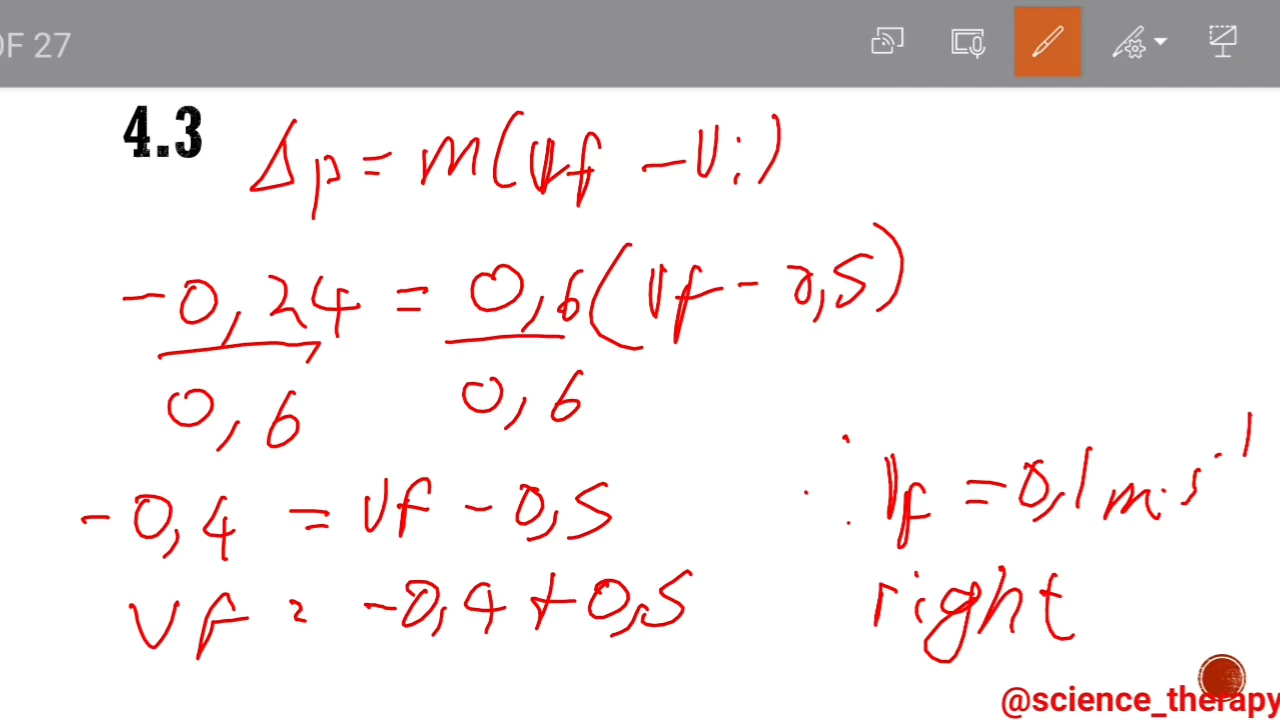 OF 27
4.3
Δp = m(vf - vi)
-0,24 = 0,6(vf - 0,5)
0,6 0,6
-0,4 = vf - 0,5
vf = -0,4 + 0,5
∴ vf = 0,1 m.s⁻¹
right
@science_therapy